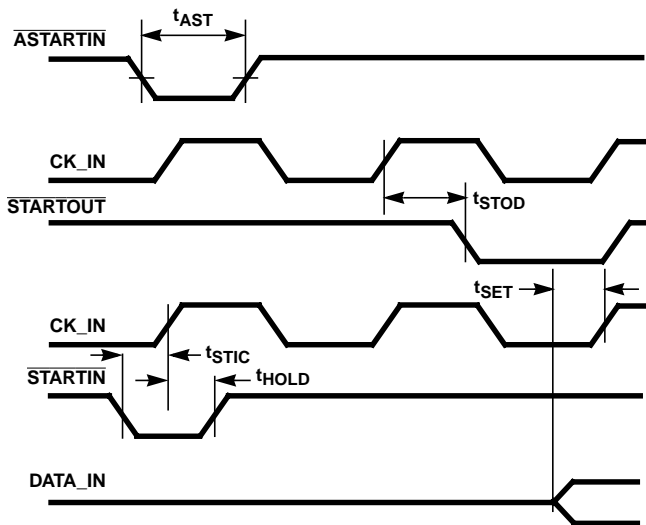 tAST
ASTARTIN
CK_IN
tSTOD
STARTOUT
tSET
CK_IN
tSTIC
STARTIN
tHOLD
DATA_IN